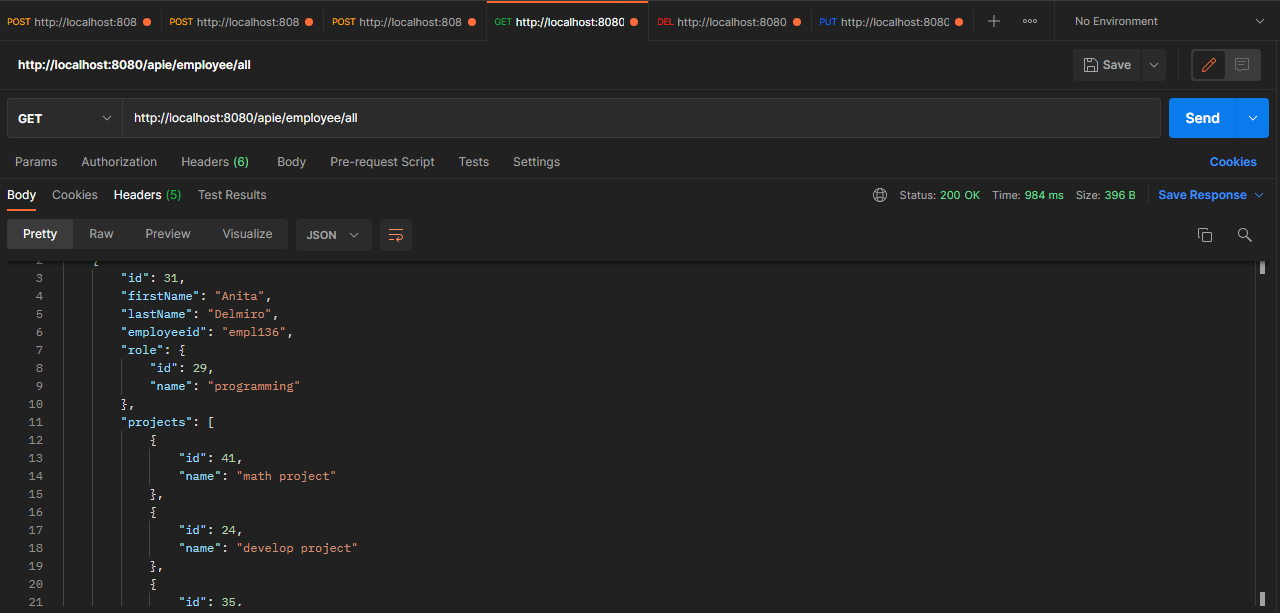 POST http://localhost:808 POST http://localhost:808 POST http://localhost:808 GET http://localhost:8080 DEL http://localhost:8080 PUT http://localhost:8080 No Environment
http://localhost:8080/apie/employee/all Save
GET http://localhost:8080/apie/employee/all Send
Params Authorization Headers (6) Body Pre-request Script Tests Settings Cookies
Body Cookies Headers (5) Test Results Status: 200 OK Time: 984 ms Size: 396 B Save Response
Pretty Raw Preview Visualize JSON
2 {
3 "id": 31,
4 "firstName": "Anita",
5 "lastName": "Delmiro",
6 "employeeid": "empl136",
7 "role": {
8 "id": 29,
9 "name": "programming"
10 },
11 "projects": [
12 {
13 "id": 41,
14 "name": "math project"
15 },
16 {
17 "id": 24,
18 "name": "develop project"
19 },
20 {
21 "id": 35,